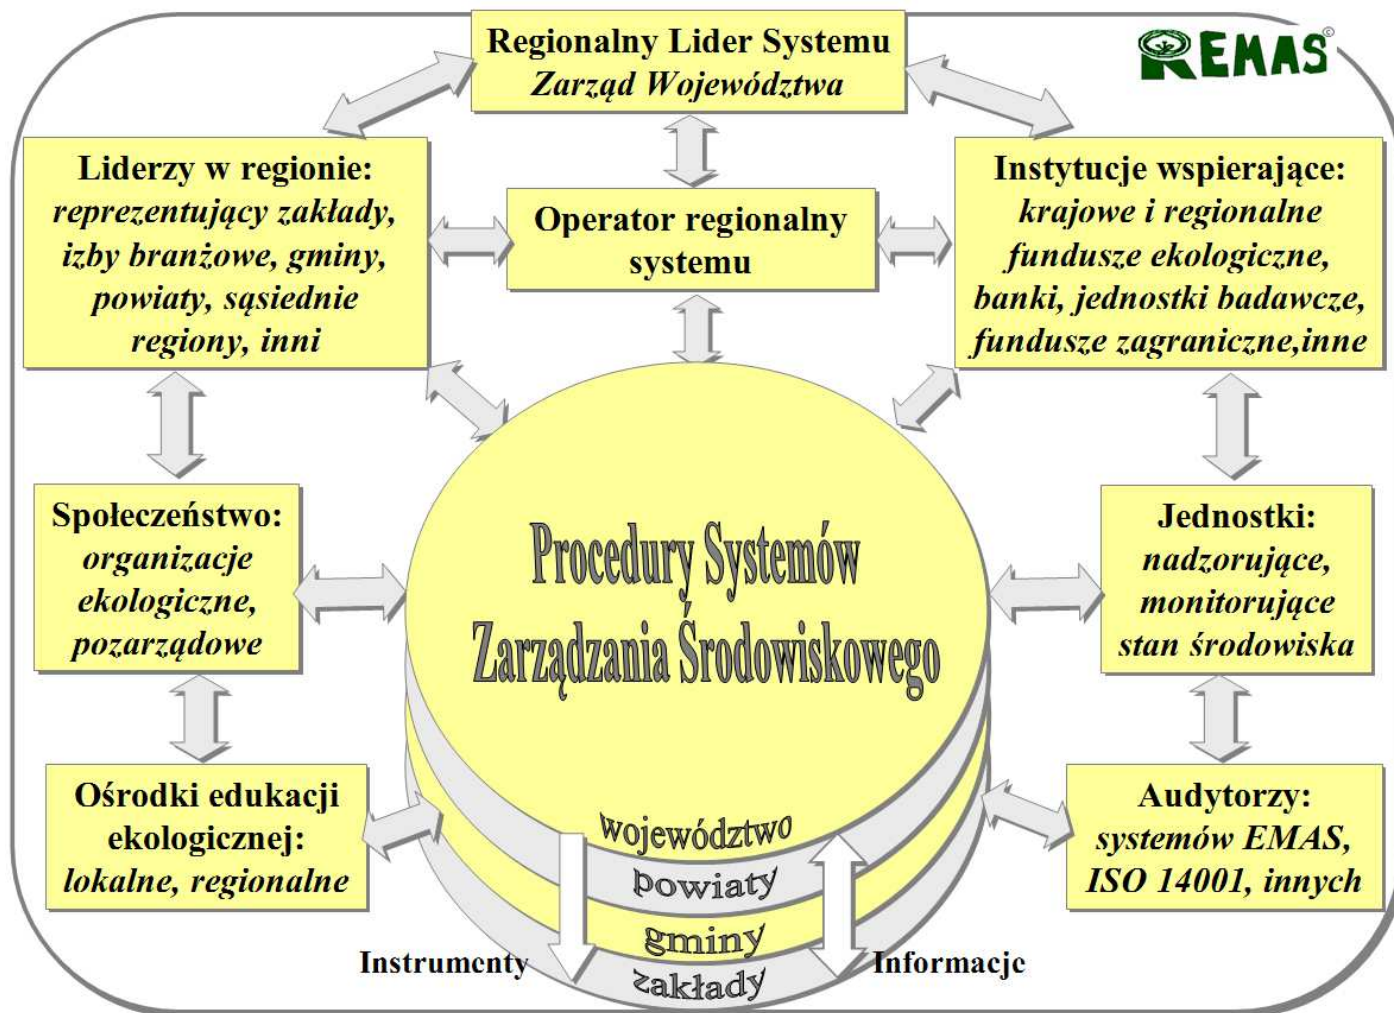 Regionalny Lider Systemu
Zarząd Województwa
REMAS©
Liderzy w regionie:
reprezentujący zakłady,
izby branżowe, gminy,
powiaty, sąsiednie
regiony, inni
Operator regionalny
systemu
Instytucje wspierające:
krajowe i regionalne
fundusze ekologiczne,
banki, jednostki badawcze,
fundusze zagraniczne,inne
Społeczeństwo:
organizacje
ekologiczne,
pozarządowe
Procedury Systemów
Zarządzania Środowiskowego
Jednostki:
nadzorujące,
monitorujące
stan środowiska
Ośrodki edukacji
ekologicznej:
lokalne, regionalne
Audytorzy:
systemów EMAS,
ISO 14001, innych
województwo
powiaty
gminy
zakłady
Instrumenty
Informacje